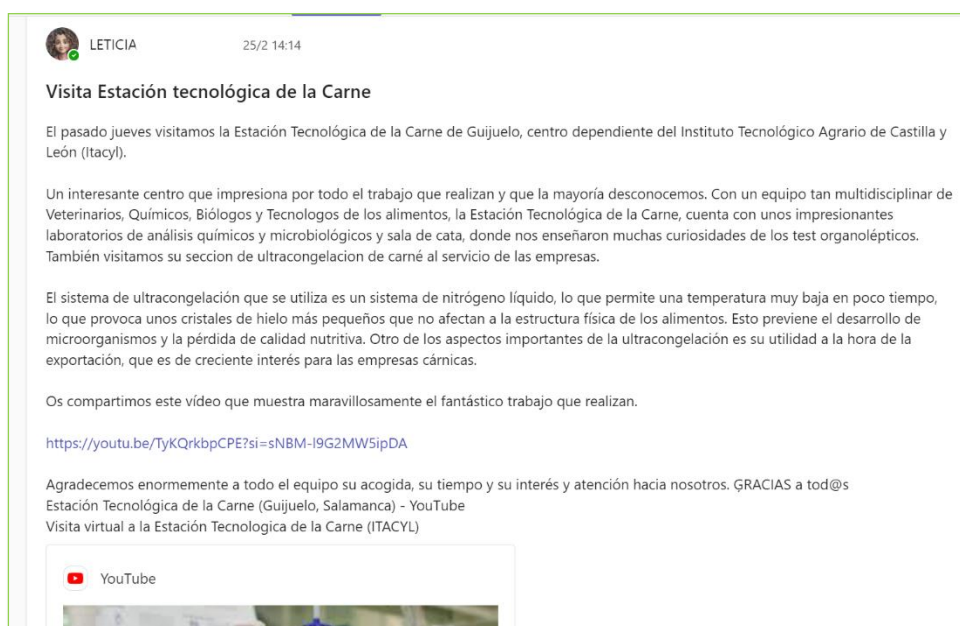 LETICIA 25/2 14:14
Visita Estación tecnológica de la Carne
El pasado jueves visitamos la Estación Tecnológica de la Carne de Guijuelo, centro dependiente del Instituto Tecnológico Agrario de Castilla y
León (Itacyl).
Un interesante centro que impresiona por todo el trabajo que realizan y que la mayoría desconocemos. Con un equipo tan multidisciplinar de
Veterinarios, Químicos, Biólogos y Tecnologos de los alimentos, la Estación Tecnológica de la Carne, cuenta con unos impresionantes
laboratorios de análisis químicos y microbiológicos y sala de cata, donde nos enseñaron muchas curiosidades de los test organolépticos.
También visitamos su seccion de ultracongelacion de carné al servicio de las empresas.
El sistema de ultracongelación que se utiliza es un sistema de nitrógeno líquido, lo que permite una temperatura muy baja en poco tiempo,
lo que provoca unos cristales de hielo más pequeños que no afectan a la estructura física de los alimentos. Esto previene el desarrollo de
microorganismos y la pérdida de calidad nutritiva. Otro de los aspectos importantes de la ultracongelación es su utilidad a la hora de la
exportación, que es de creciente interés para las empresas cárnicas.
Os compartimos este vídeo que muestra maravillosamente el fantástico trabajo que realizan.
https://youtu.be/TyKQrkbpCPE?si=sNBM-I9G2MW5ipDA
Agradecemos enormemente a todo el equipo su acogida, su tiempo y su interés y atención hacia nosotros. GRACIAS a tod@s
Estación Tecnológica de la Carne (Guijuelo, Salamanca) - YouTube
Visita virtual a la Estación Tecnologica de la Carne (ITACYL)
YouTube